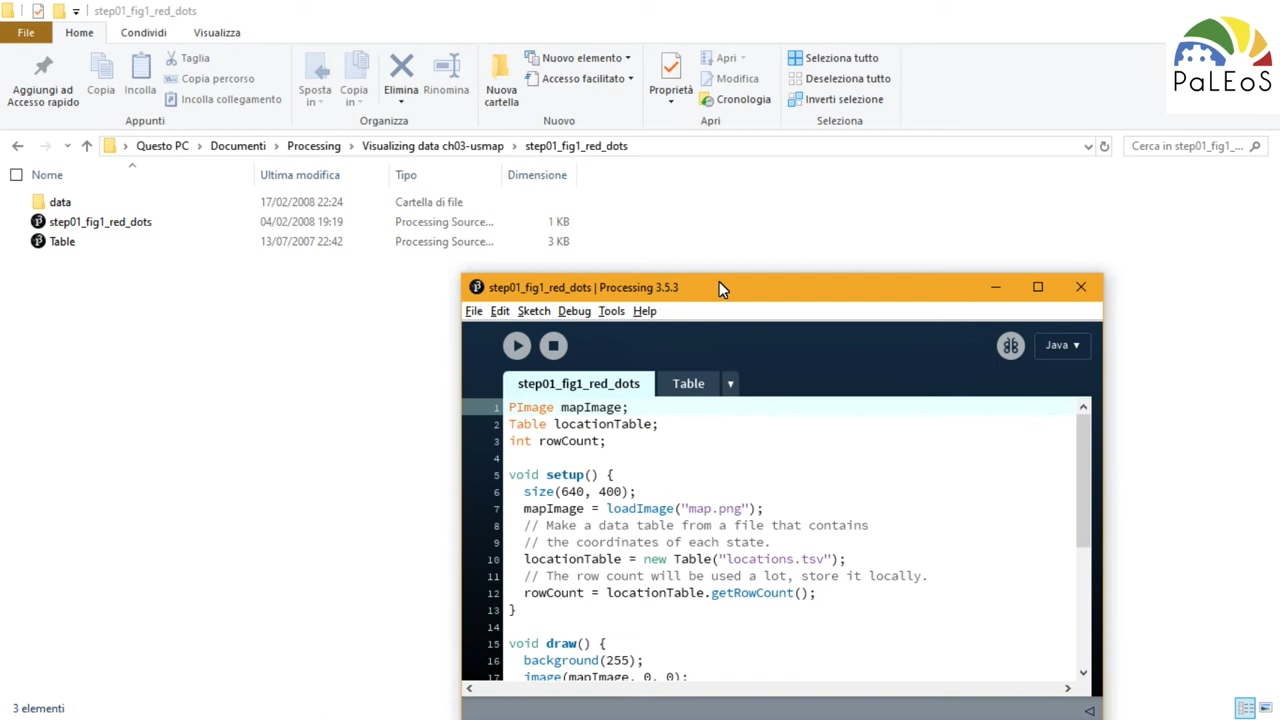 step01_fig1_red_dots
File Home Condividi Visualizza
Aggiungi ad Accesso rapido
Copia
Incolla
Taglia
Copia percorso
Incolla collegamento
Appunti
Sposta in
Copia in
Elimina
Rinomina
Organizza
Nuova cartella
Nuovo elemento
Accesso facilitato
Nuovo
Proprietà
Apri
Modifica
Cronologia
Apri
Seleziona tutto
Deseleziona tutto
Inverti selezione
Seleziona
PaLEoS
Questo PC > Documenti > Processing > Visualizing data ch03-usmap > step01_fig1_red_dots
Cerca in step01_fig1_...
Nome Ultima modifica Tipo Dimensione
data 17/02/2008 22:24 Cartella di file
step01_fig1_red_dots 04/02/2008 19:19 Processing Source... 1 KB
Table 13/07/2007 22:42 Processing Source... 3 KB
step01_fig1_red_dots | Processing 3.5.3
File Edit Sketch Debug Tools Help
Java ▾
step01_fig1_red_dots Table
1 PImage mapImage;
2 Table locationTable;
3 int rowCount;
4
5 void setup() {
6 size(640, 400);
7 mapImage = loadImage("map.png");
8 // Make a data table from a file that contains
9 // the coordinates of each state.
10 locationTable = new Table("locations.tsv");
11 // The row count will be used a lot, store it locally.
12 rowCount = locationTable.getRowCount();
13 }
14
15 void draw() {
16 background(255);
17 image(mapImage, 0, 0);
3 elementi